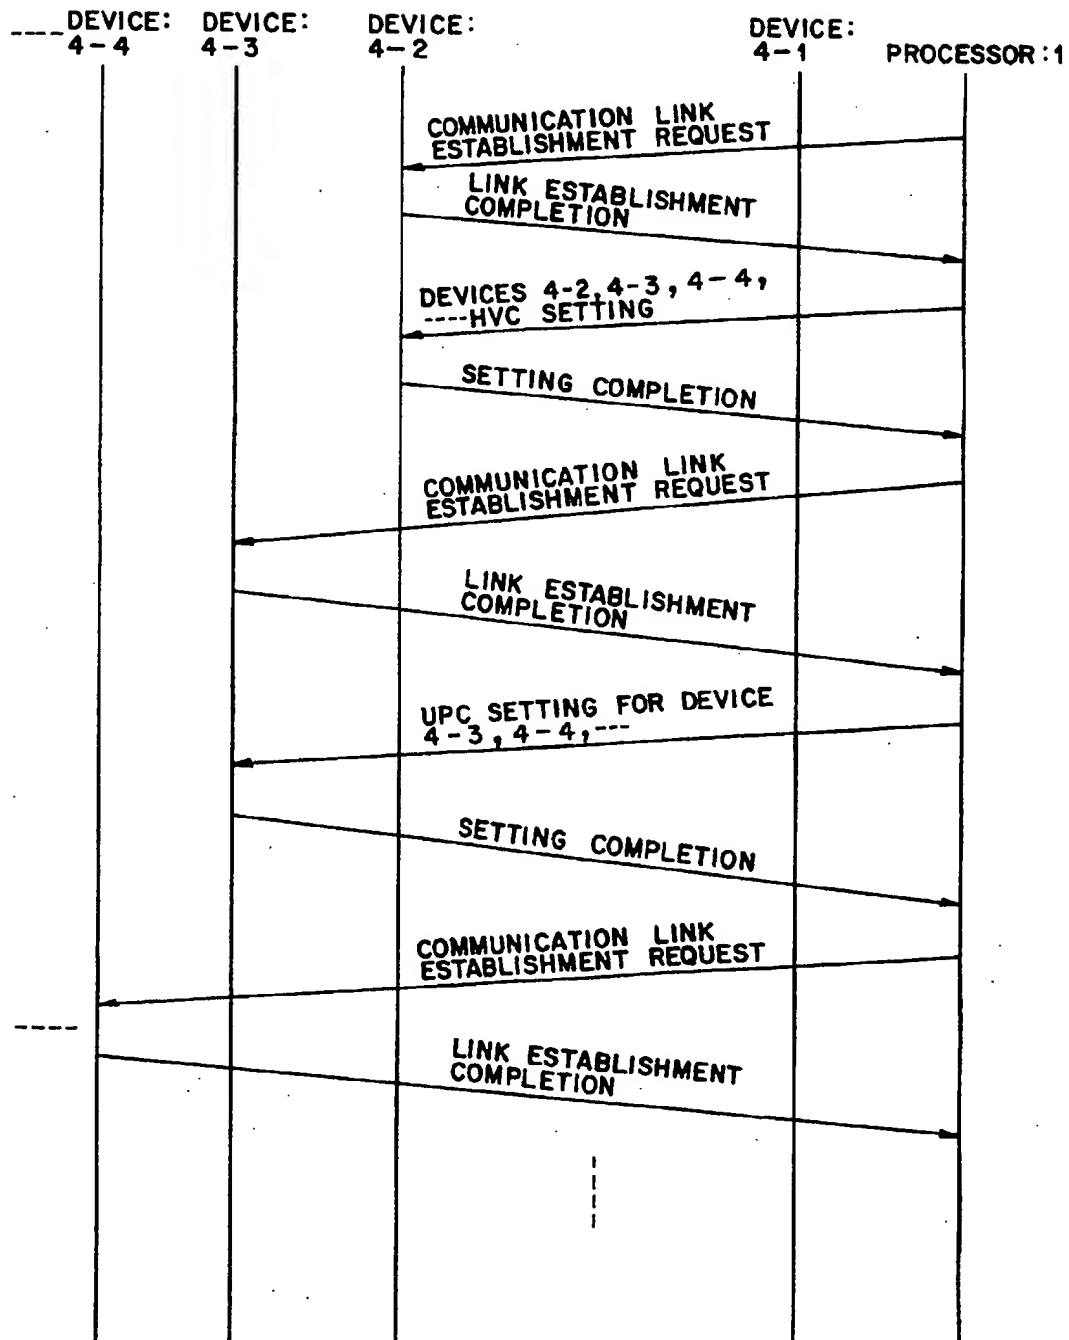 ----DEVICE: 4-4
DEVICE: 4-3
DEVICE: 4-2
DEVICE: 4-1
PROCESSOR:1
COMMUNICATION LINK
ESTABLISHMENT REQUEST
LINK ESTABLISHMENT
COMPLETION
DEVICES 4-2, 4-3, 4-4,
----HVC SETTING
SETTING COMPLETION
COMMUNICATION LINK
ESTABLISHMENT REQUEST
LINK ESTABLISHMENT
COMPLETION
UPC SETTING FOR DEVICE
4-3, 4-4, ---
SETTING COMPLETION
COMMUNICATION LINK
ESTABLISHMENT REQUEST
----
LINK ESTABLISHMENT
COMPLETION